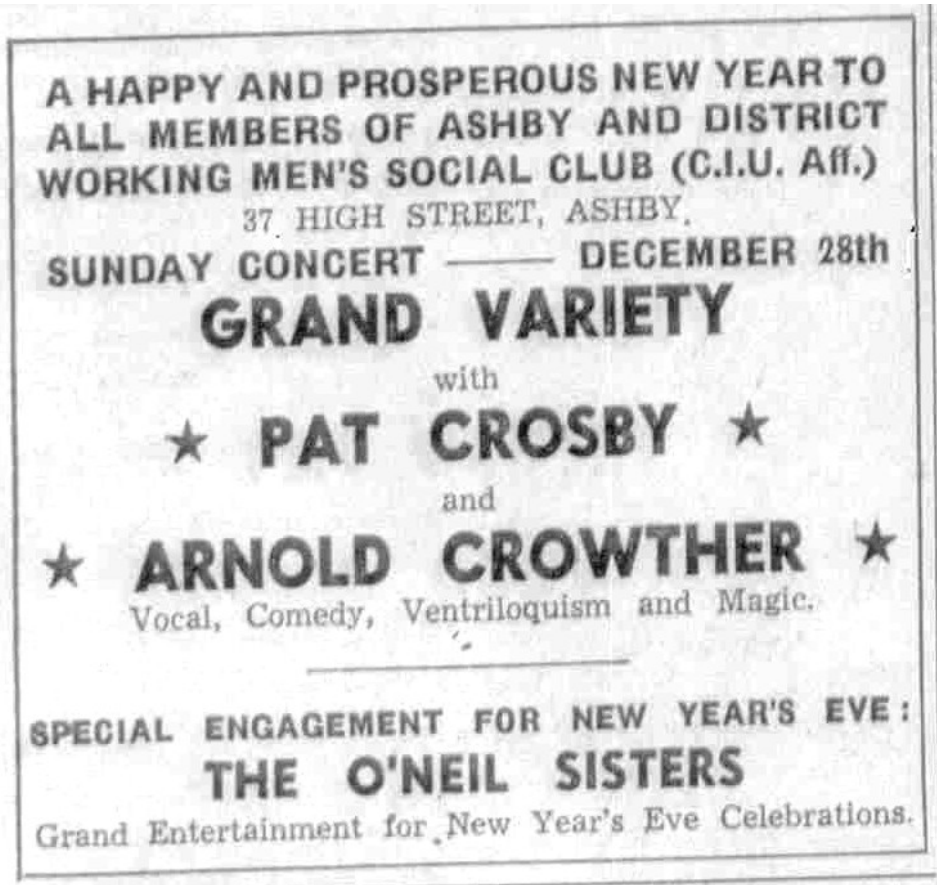 A HAPPY AND PROSPEROUS NEW YEAR TO
ALL MEMBERS OF ASHBY AND DISTRICT
WORKING MEN'S SOCIAL CLUB (C.I.U. Aff.)
37 HIGH STREET, ASHBY.
SUNDAY CONCERT —— DECEMBER 28th
GRAND VARIETY
with
★ PAT CROSBY ★
and
★ ARNOLD CROWTHER ★
Vocal, Comedy, Ventriloquism and Magic.
SPECIAL ENGAGEMENT FOR NEW YEAR'S EVE:
THE O'NEIL SISTERS
Grand Entertainment for New Year's Eve Celebrations.